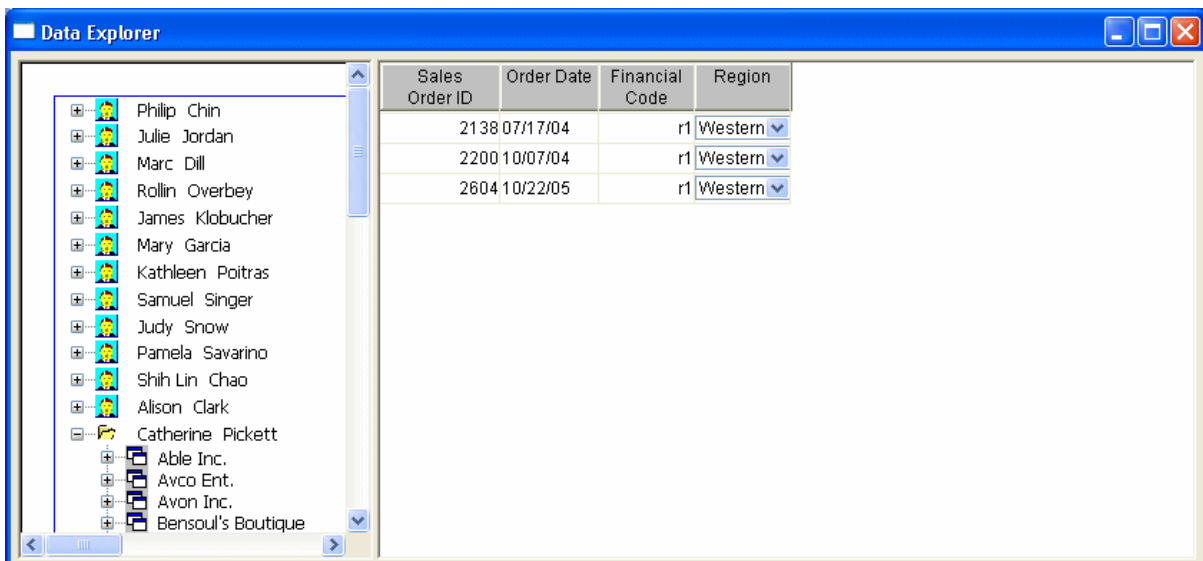 Data Explorer
Philip Chin
Julie Jordan
Marc Dill
Rollin Overbey
James Klobucher
Mary Garcia
Kathleen Poitras
Samuel Singer
Judy Snow
Pamela Savarino
Shih Lin Chao
Alison Clark
Catherine Pickett
Able Inc.
Avco Ent.
Avon Inc.
Bensoul's Boutique
Sales Order ID Order Date Financial Code Region
2138 07/17/04 r1 Western
2200 10/07/04 r1 Western
2604 10/22/05 r1 Western